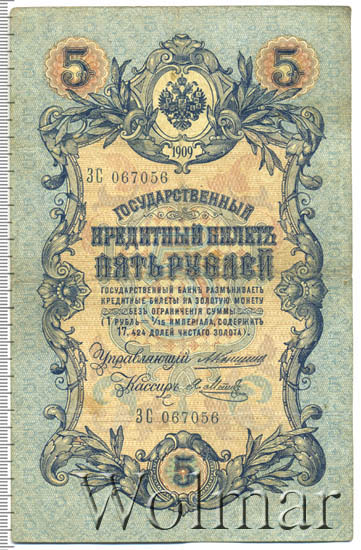 5 5
1909
ЗС 067056
ГОСУДАРСТВЕННЫЙ
КРЕДИТНЫЙ БИЛЕТЪ
ПЯТЬ РУБЛЕЙ
ГОСУДАРСТВЕННЫЙ БАНКЪ РАЗМѢНИВАЕТЪ
КРЕДИТНЫЕ БИЛЕТЫ НА ЗОЛОТУЮ МОНЕТУ
БЕЗЪ ОГРАНИЧЕНІЯ СУММЫ
(1 РУБЛЬ = 1/15 ИМПЕРІАЛА, СОДЕРЖИТЪ
17,424 ДОЛЕЙ ЧИСТАГО ЗОЛОТА).
Управляющій
Кассиръ
ЗС 067056
5
Wolmar